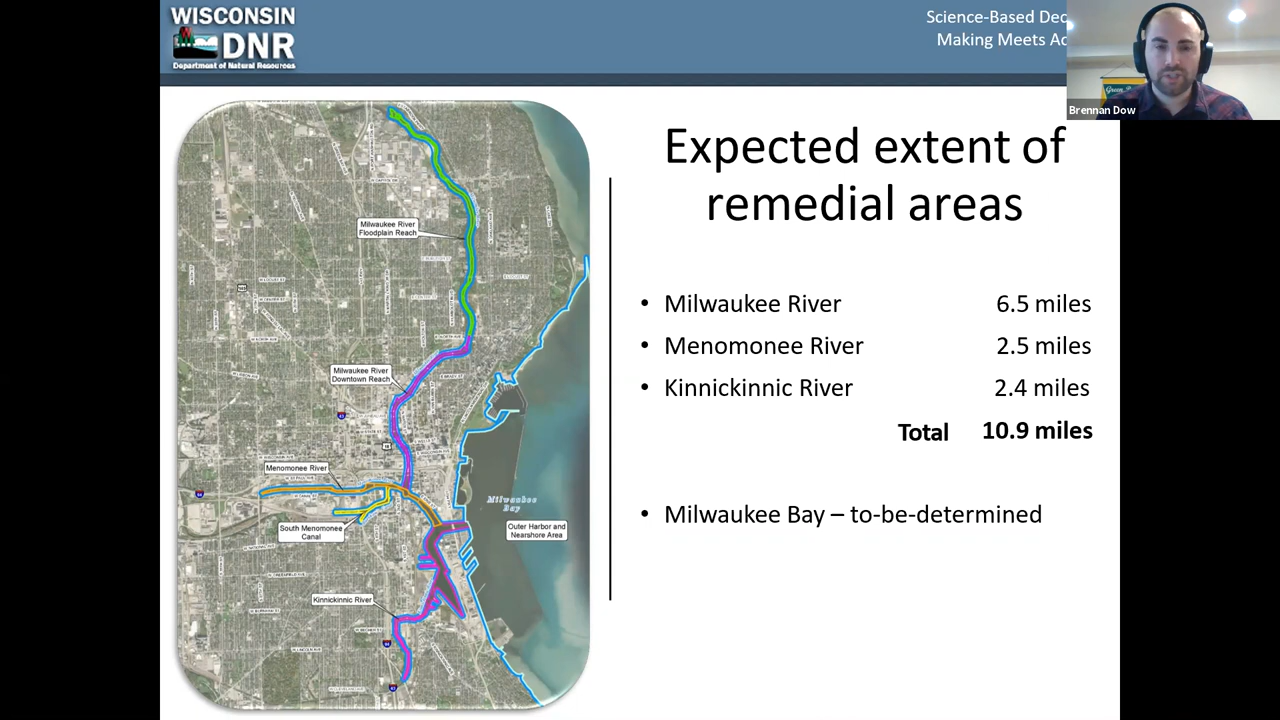 WISCONSIN
DNR
Department of Natural Resources
Science-Based Dec
Making Meets Ac
Green
Brennan Dow
Expected extent of
remedial areas
Milwaukee River
Floodplain Reach
Milwaukee River
Downtown Reach
Menomonee River
South Menomonee
Canal
Kinnickinnic River
Milwaukee
Bay
Outer Harbor and
Nearshore Area
• Milwaukee River 6.5 miles
• Menomonee River 2.5 miles
• Kinnickinnic River 2.4 miles
Total 10.9 miles
• Milwaukee Bay – to-be-determined